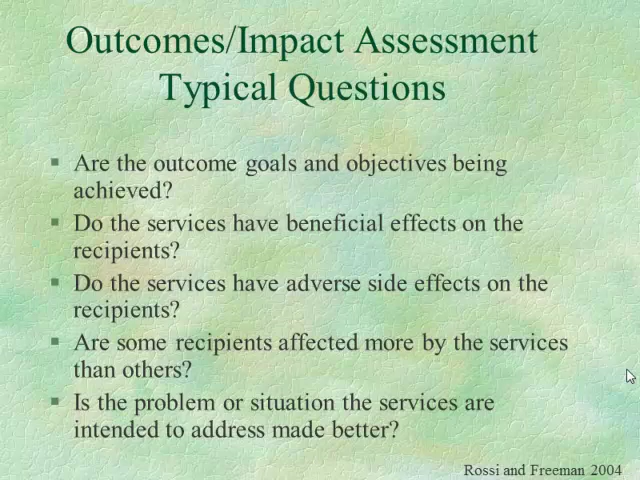 Outcomes/Impact Assessment
Typical Questions
Are the outcome goals and objectives being
achieved?
Do the services have beneficial effects on the
recipients?
Do the services have adverse side effects on the
recipients?
Are some recipients affected more by the services
than others?
Is the problem or situation the services are
intended to address made better?
Rossi and Freeman 2004